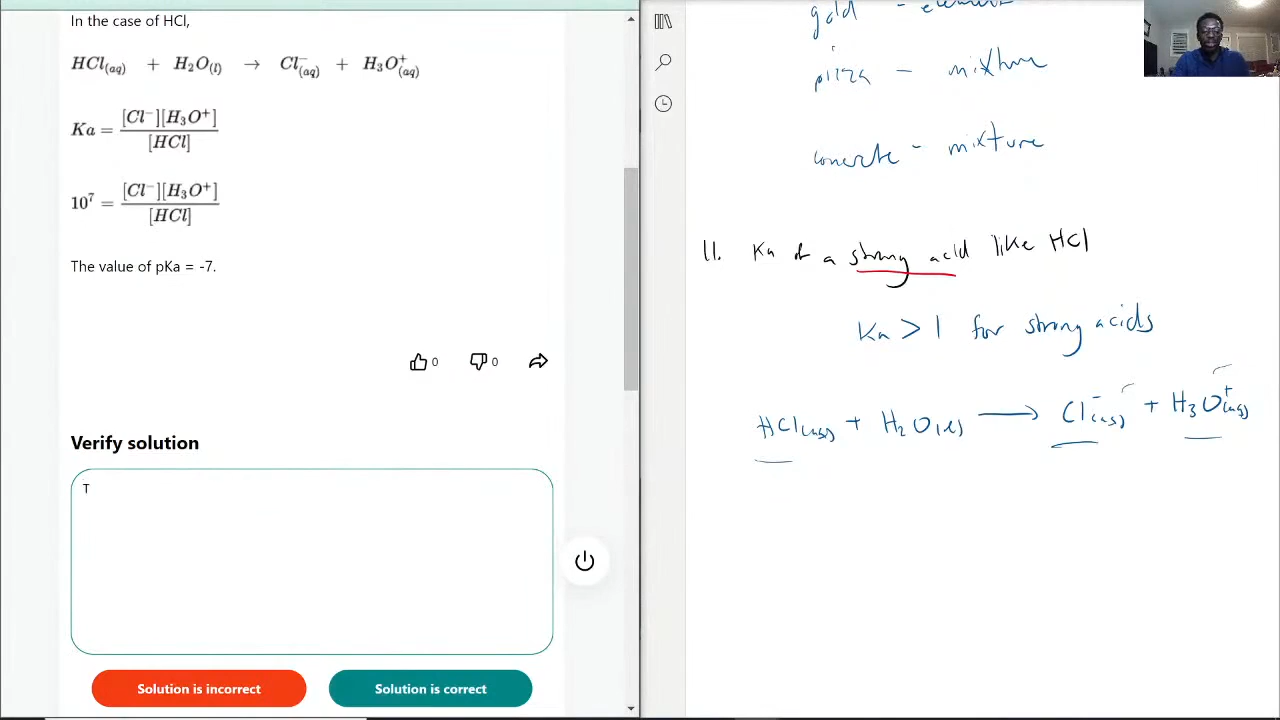 In the case of HCl,
HCl(aq) + H2O(l) → Cl−(aq) + H3O+(aq)
Ka = [Cl−][H3O+] / [HCl]
10^7 = [Cl−][H3O+] / [HCl]
The value of pKa = -7.
0 0
Verify solution
T
Solution is incorrect Solution is correct
gold - element
pizza - mixture
concrete - mixture
11. Ka of a strong acid like HCl
Ka > 1 for strong acids
HCl(aq) + H2O(l) → Cl−(aq) + H3O+(aq)